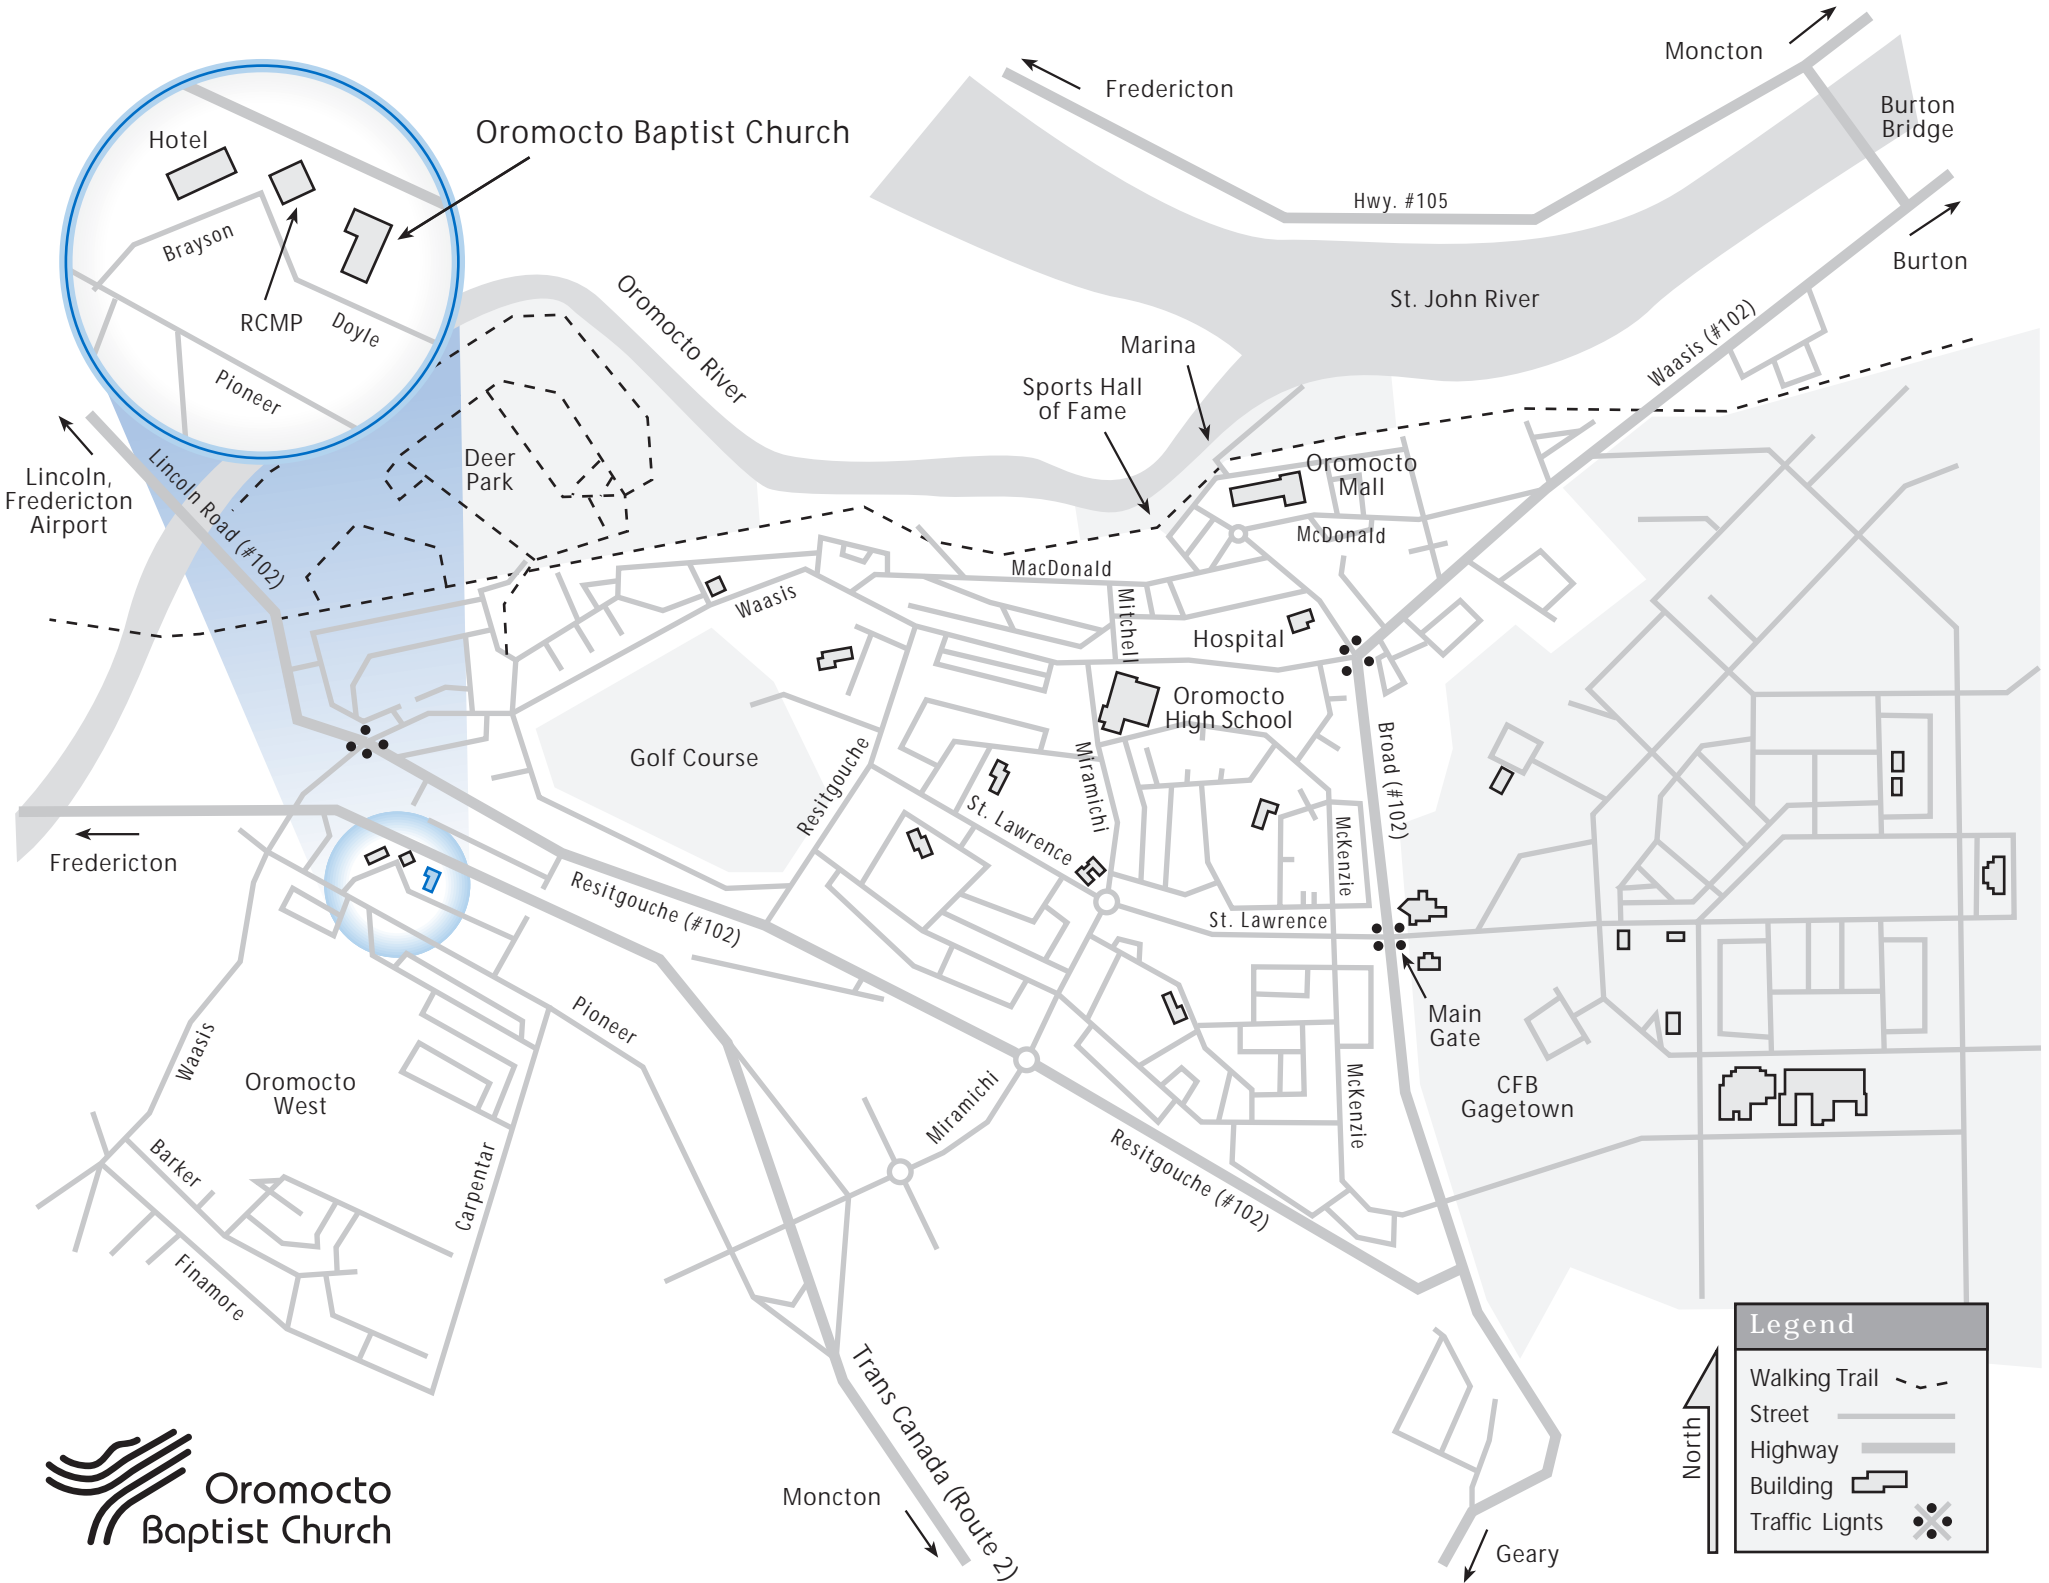 Moncton
Fredericton
Burton
Bridge
Oromocto Baptist Church
Hotel
Hwy. #105
Brayson
Burton
St. John River
Oromocto River
RCMP
Doyle
Waasis (#102)
Marina
Sports Hall
of Fame
Pioneer
Deer
Park
Oromocto
Mall
Lincoln,
Fredericton
Airport
Lincoln Road (#102)
McDonald
MacDonald
Waasis
Mitchell
Hospital
Oromocto
High School
Golf Course
Resitgouche
Miramichi
Broad (#102)
St. Lawrence
McKenzie
Fredericton
Resitgouche (#102)
St. Lawrence
Pioneer
Main
Gate
Waasis
Oromocto
West
Miramichi
McKenzie
CFB
Gagetown
Barker
Carpentar
Resitgouche (#102)
Finamore
Legend
Walking Trail
Street
Highway
Building
Traffic Lignts
North
Trans Canada (Route 2)
Moncton
Geary
Oromocto
Baptist Church